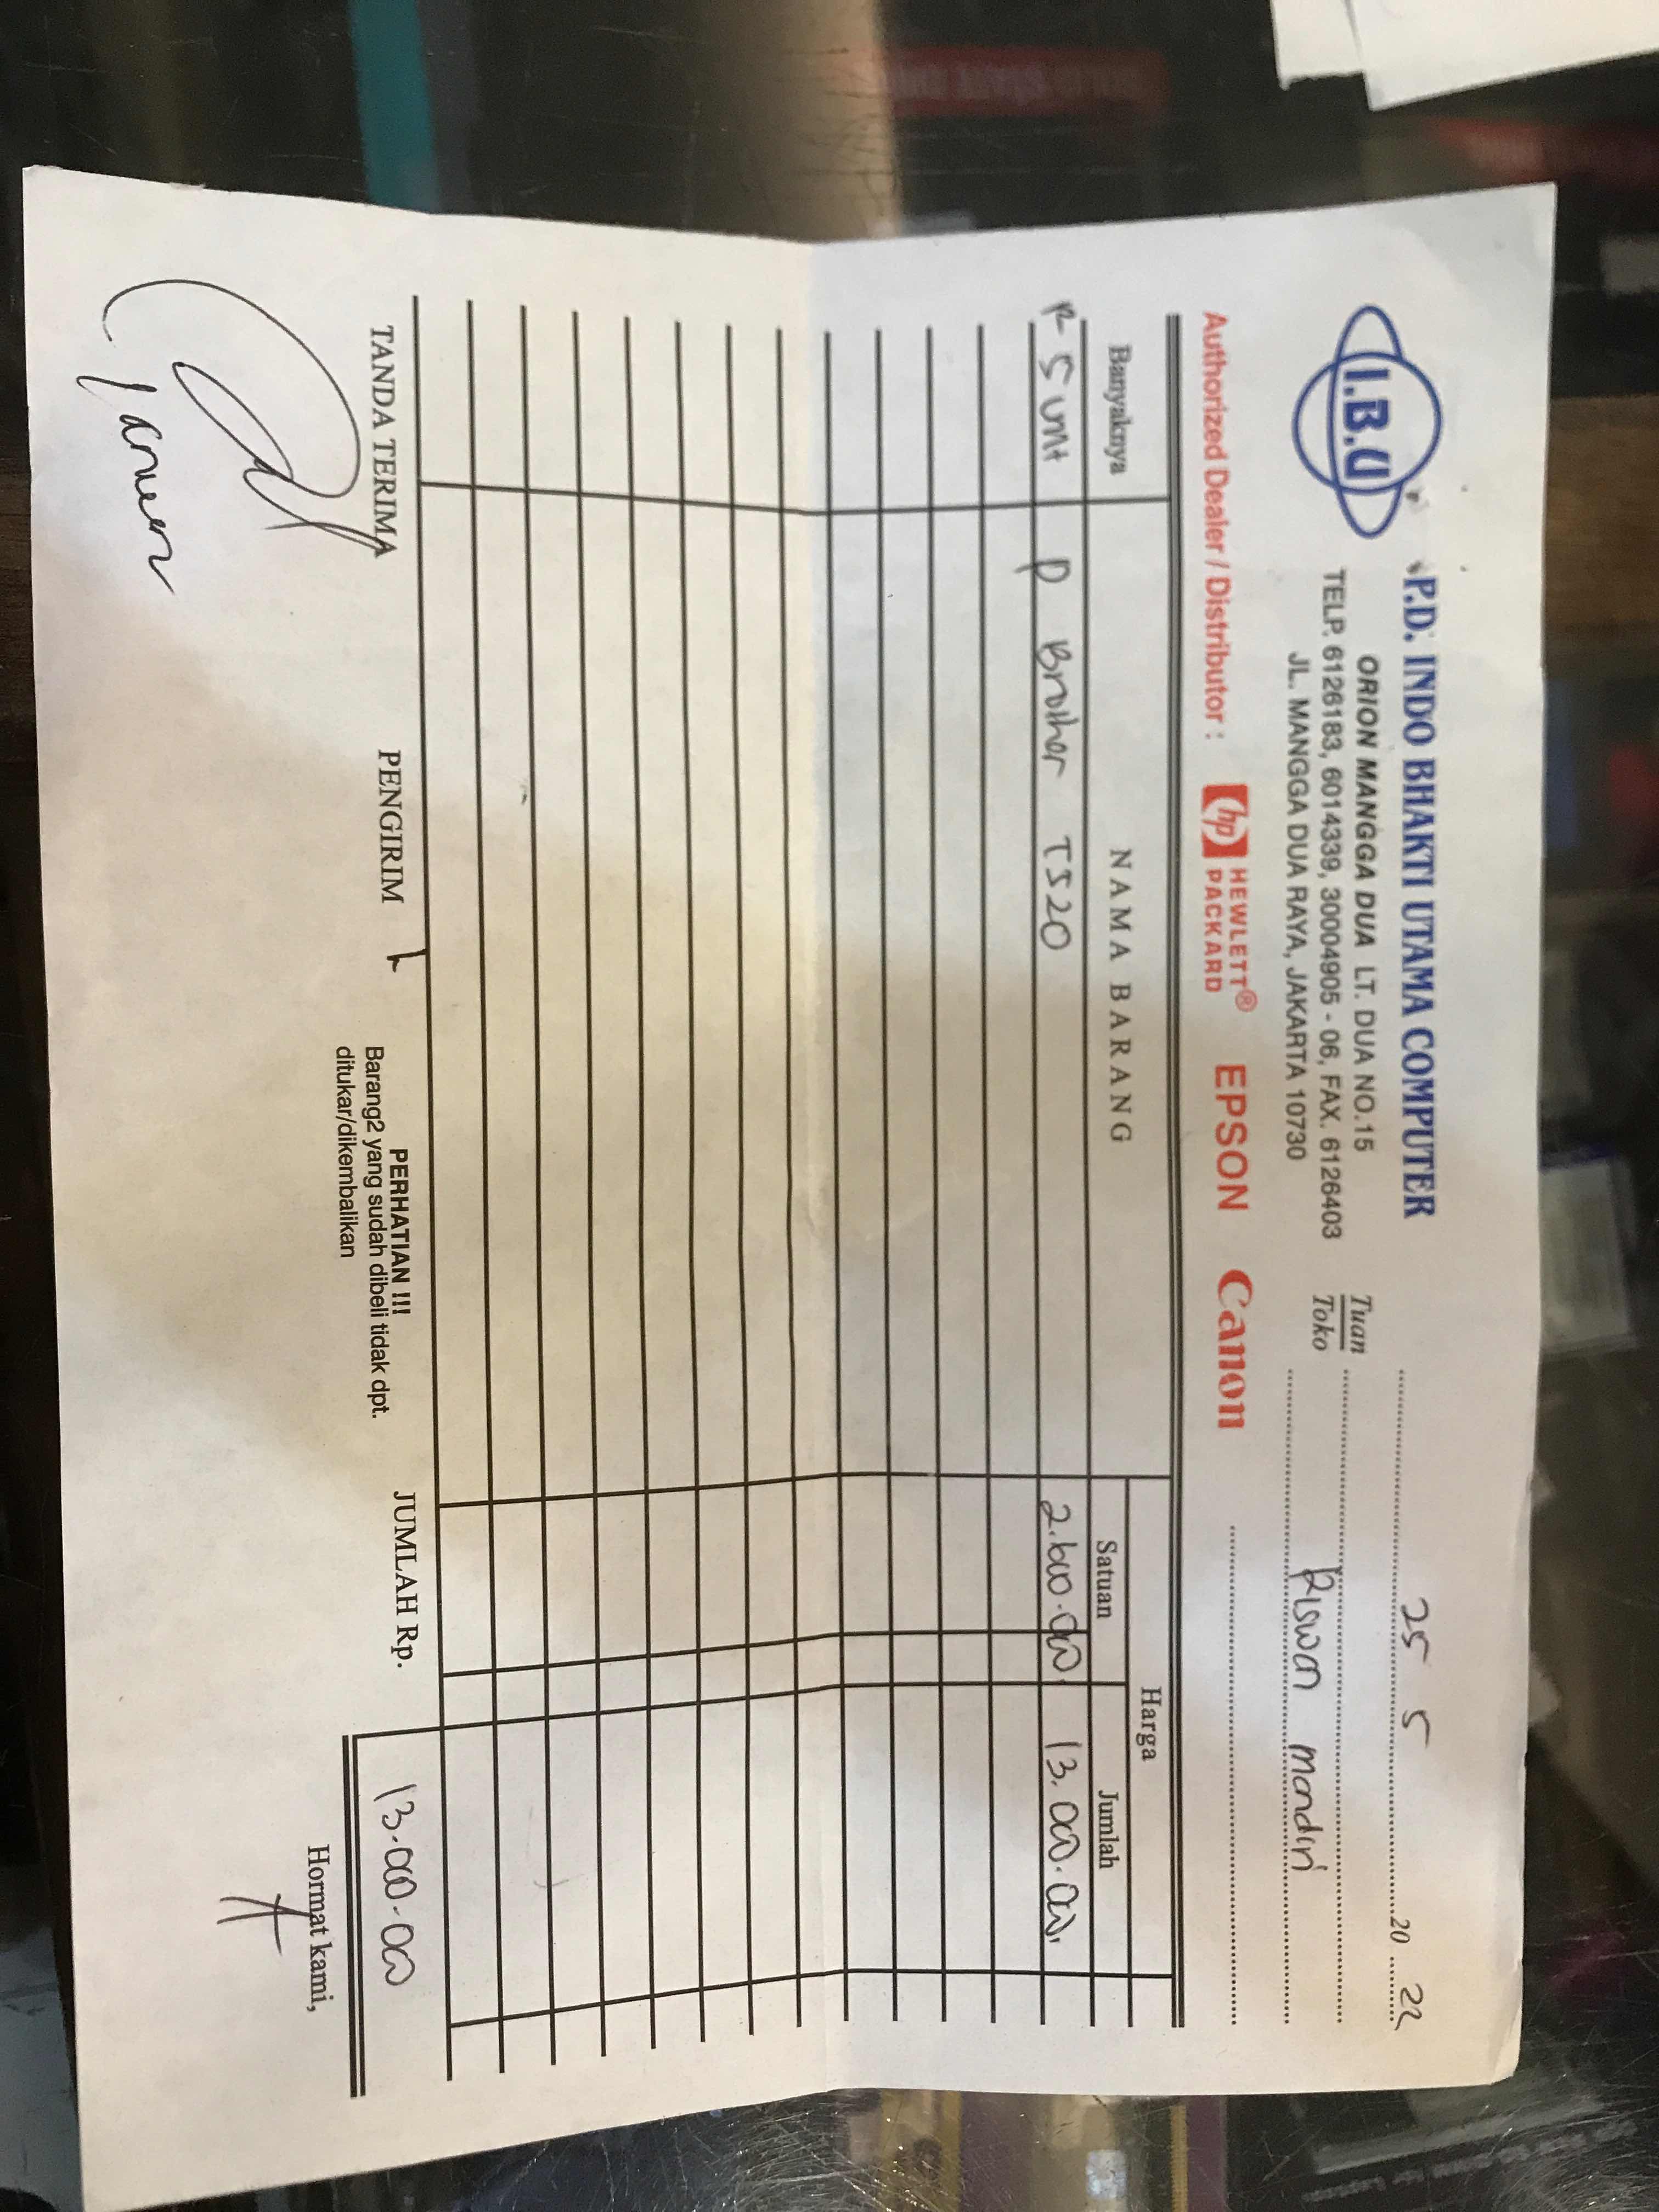 I.B.U
P.D. INDO BHAKTI UTAMA COMPUTER
ORION MANGGA DUA LT. DUA NO.15
TELP. 6126183, 6014339, 30004905 - 06, FAX. 6126403
JL. MANGGA DUA RAYA, JAKARTA 10730
25 5 20 22
Tuan
Toko
Riswan mandiri
Authorized Dealer / Distributor :
hp HEWLETT®
PACKARD
EPSON Canon
Banyaknya NAMA BARANG Harga
Satuan Jumlah
5 unit P Brother T520 2.600.000 13.000.000
TANDA TERIMA PENGIRIM
PERHATIAN !!!
Barang2 yang sudah dibeli tidak dpt.
ditukar/dikembalikan
JUMLAH Rp. 13.000.000
Hormat kami,